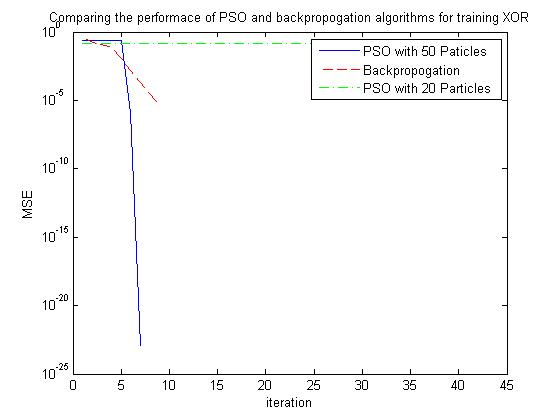 Comparing the performace of PSO and backpropogation algorithms for training XOR
10^0
PSO with 50 Paticles
Backpropogation
PSO with 20 Particles
10^-5
10^-10
MSE
10^-15
10^-20
10^-25
0 5 10 15 20 25 30 35 40 45
iteration